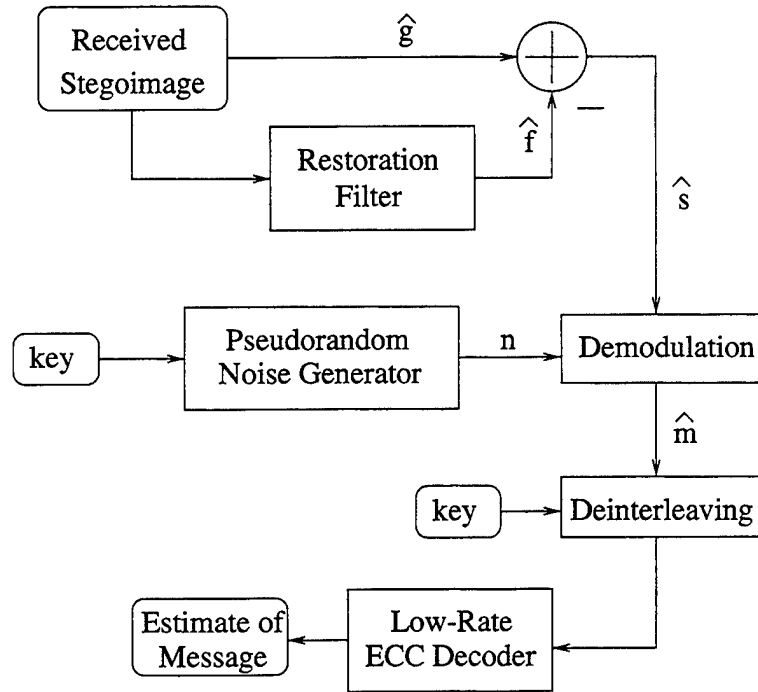 Received
Stegoimage
ĝ
Restoration
Filter
f̂
−
ŝ
key
Pseudorandom
Noise Generator
n
Demodulation
m̂
key
Deinterleaving
Estimate of
Message
Low-Rate
ECC Decoder